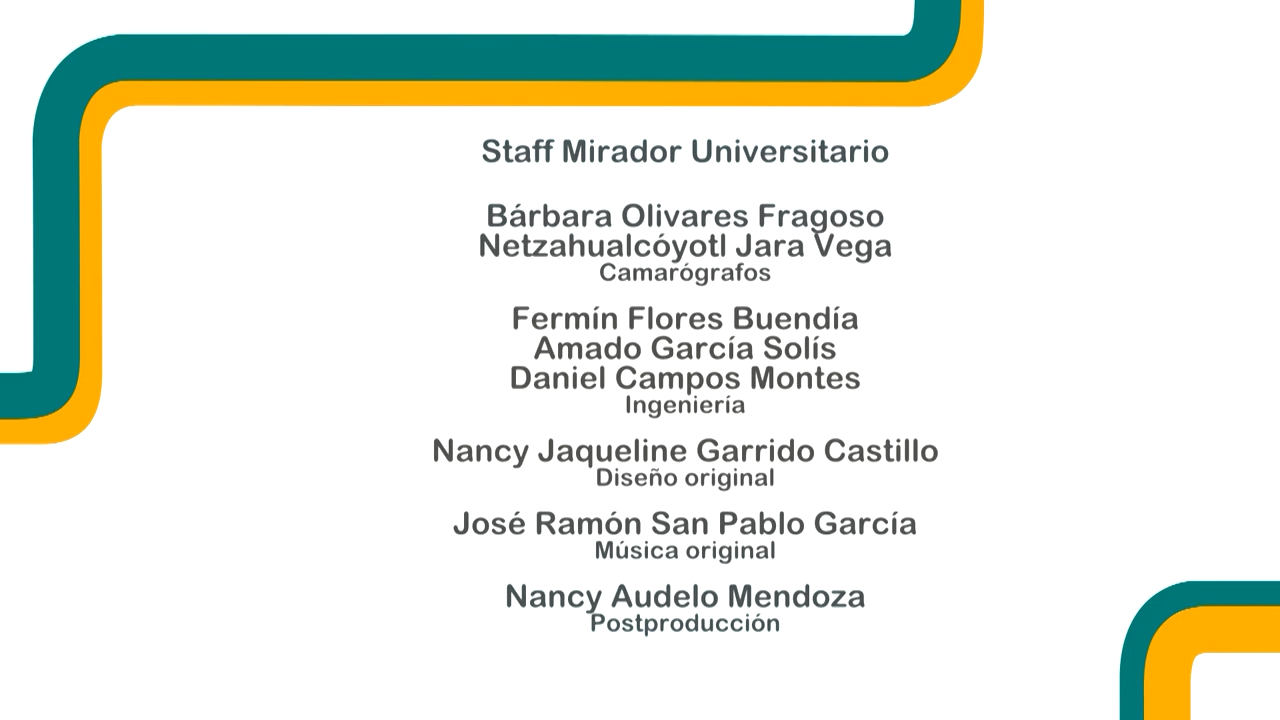 Staff Mirador Universitario
Bárbara Olivares Fragoso
Netzahualcóyotl Jara Vega
Camarógrafos
Fermín Flores Buendía
Amado García Solís
Daniel Campos Montes
Ingeniería
Nancy Jaqueline Garrido Castillo
Diseño original
José Ramón San Pablo García
Música original
Nancy Audelo Mendoza
Postproducción